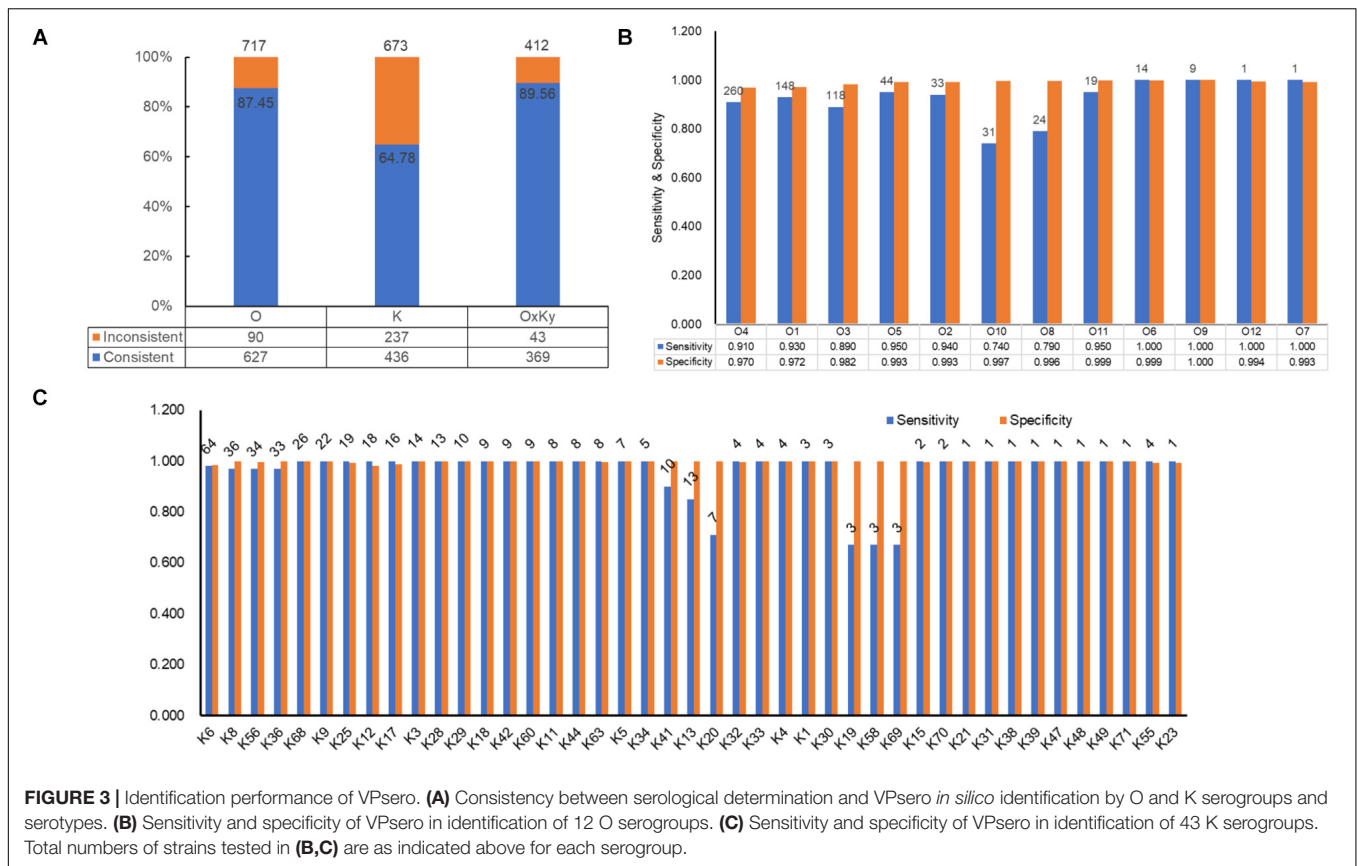 A
717 673 412
100%
80%
60%
40%
20%
0%
87.45 64.78 89.56
O K OxKy
Inconsistent 90 237 43
Consistent 627 436 369
B
Sensitivity & Specificity
1.200
1.000
0.800
0.600
0.400
0.200
0.000
260 148 118 44 33 31 24 19 14 9 1 1
O4 O1 O3 O5 O2 O10 O8 O11 O6 O9 O12 O7
Sensitivity 0.910 0.930 0.890 0.950 0.940 0.740 0.790 0.950 1.000 1.000 1.000 1.000
Specificity 0.970 0.972 0.982 0.993 0.993 0.997 0.996 0.999 0.999 1.000 0.994 0.993
C
Sensitivity Specificity
1.200
1.000
0.800
0.600
0.400
0.200
0.000
64 36 34 33 26 22 19 18 16 14 13 10 9 9 9 8 8 8 7 5 10 13 7 4 4 4 3 3 3 3 3 2 2 1 1 1 1 1 1 1 1 4 1
K6 K8 K56 K36 K68 K9 K25 K12 K17 K3 K28 K29 K18 K42 K60 K11 K44 K63 K5 K34 K41 K13 K20 K32 K33 K4 K1 K30 K19 K58 K69 K15 K70 K21 K31 K38 K39 K47 K48 K49 K71 K55 K23
FIGURE 3 | Identification performance of VPsero. (A) Consistency between serological determination and VPsero in silico identification by O and K serogroups and
serotypes. (B) Sensitivity and specificity of VPsero in identification of 12 O serogroups. (C) Sensitivity and specificity of VPsero in identification of 43 K serogroups.
Total numbers of strains tested in (B,C) are as indicated above for each serogroup.